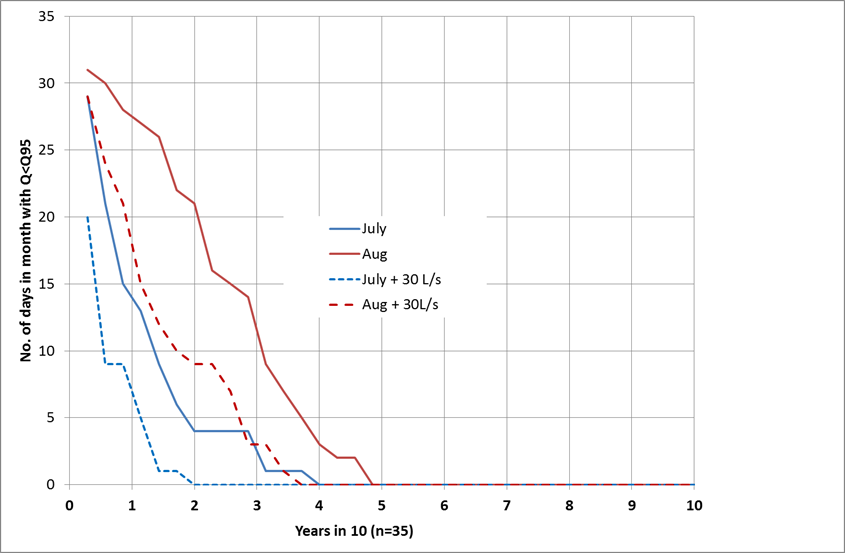 35
30
25
20
15
10
5
0
No. of days in month with Q<Q95
July
Aug
July + 30 L/s
Aug + 30L/s
0 1 2 3 4 5 6 7 8 9 10
Years in 10 (n=35)